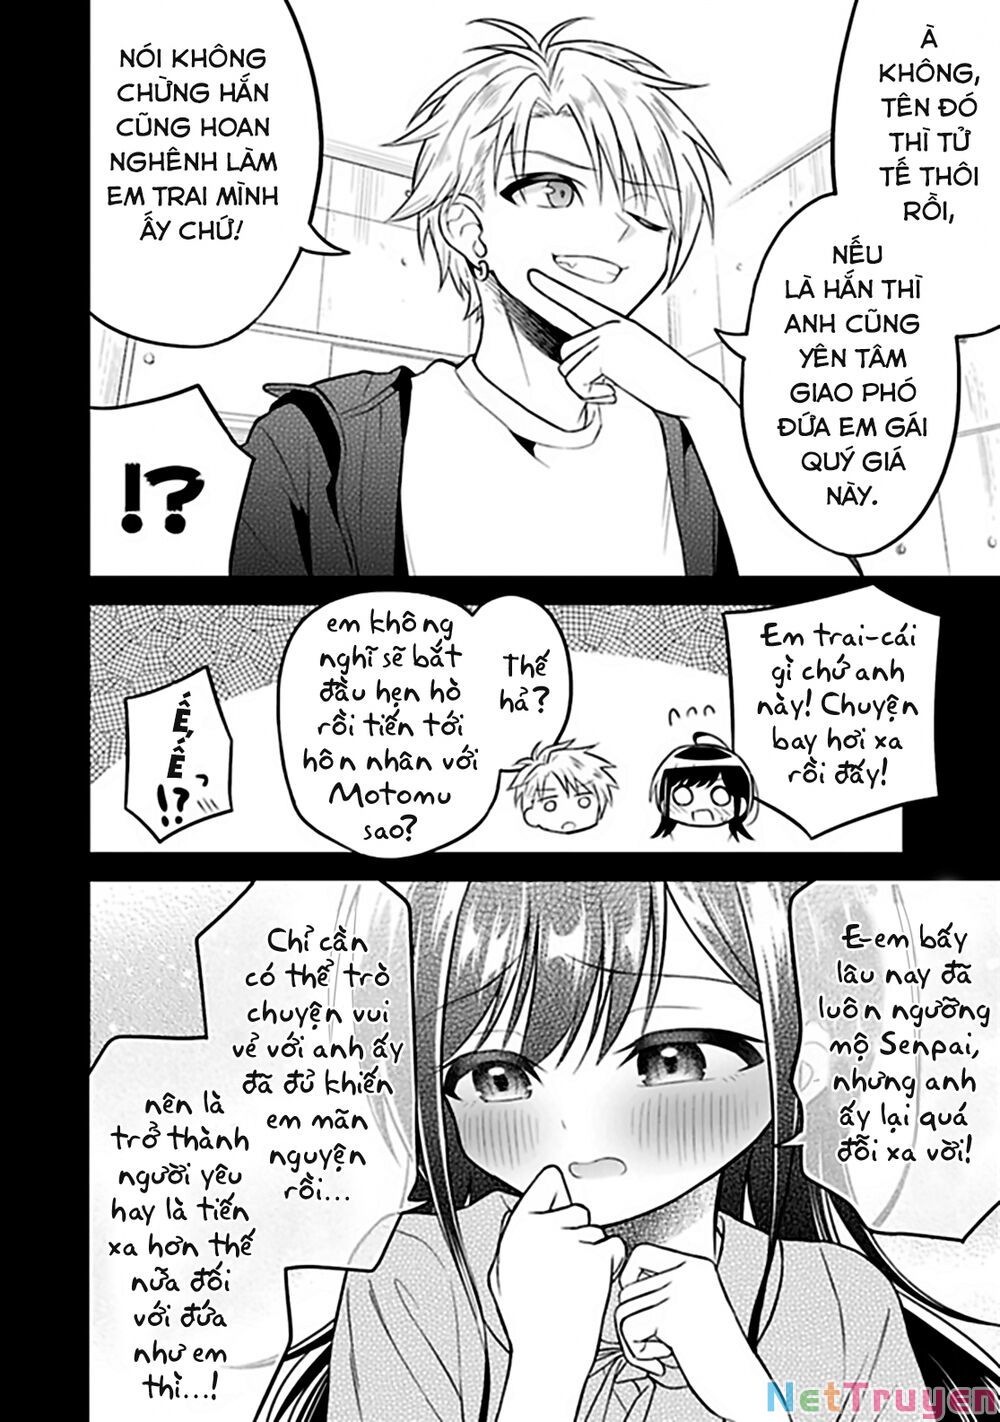 À
KHÔNG,
TÊN ĐÓ
THÌ TỬ
TẾ THÔI
RỒI,
NẾU
LÀ HẮN THÌ
ANH CŨNG
YÊN TÂM
GIAO PHÓ
ĐỨA EM GÁI
QUÝ GIÁ
NÀY.
NÓI KHÔNG
CHỪNG HẮN
CŨNG HOAN
NGHÊNH LÀM
EM TRAI MÌNH
ẤY CHỨ!
!?
Em trai-cái
gì chứ anh
này! Chuyện
bay hơi xa
rồi đấy!
Thế
hả?
em không
nghĩ sẽ bắt
đầu hẹn hò
rồi tiến tới
hôn nhân với
Motomu
sao?
Ế,
Ế
!?
E-em bấy
lâu nay đã
luôn ngưỡng
mộ Senpai,
nhưng anh
ấy lại quá
đỗi xa vời!
Chỉ cần
có thể trò
chuyện vui
vẻ với anh ấy
đã đủ khiến
em mãn
nguyện
rồi...
nên là
trở thành
người yêu
hay là tiến
xa hơn thế
nữa đối
với đứa
như em
thì...!
NetTruyen